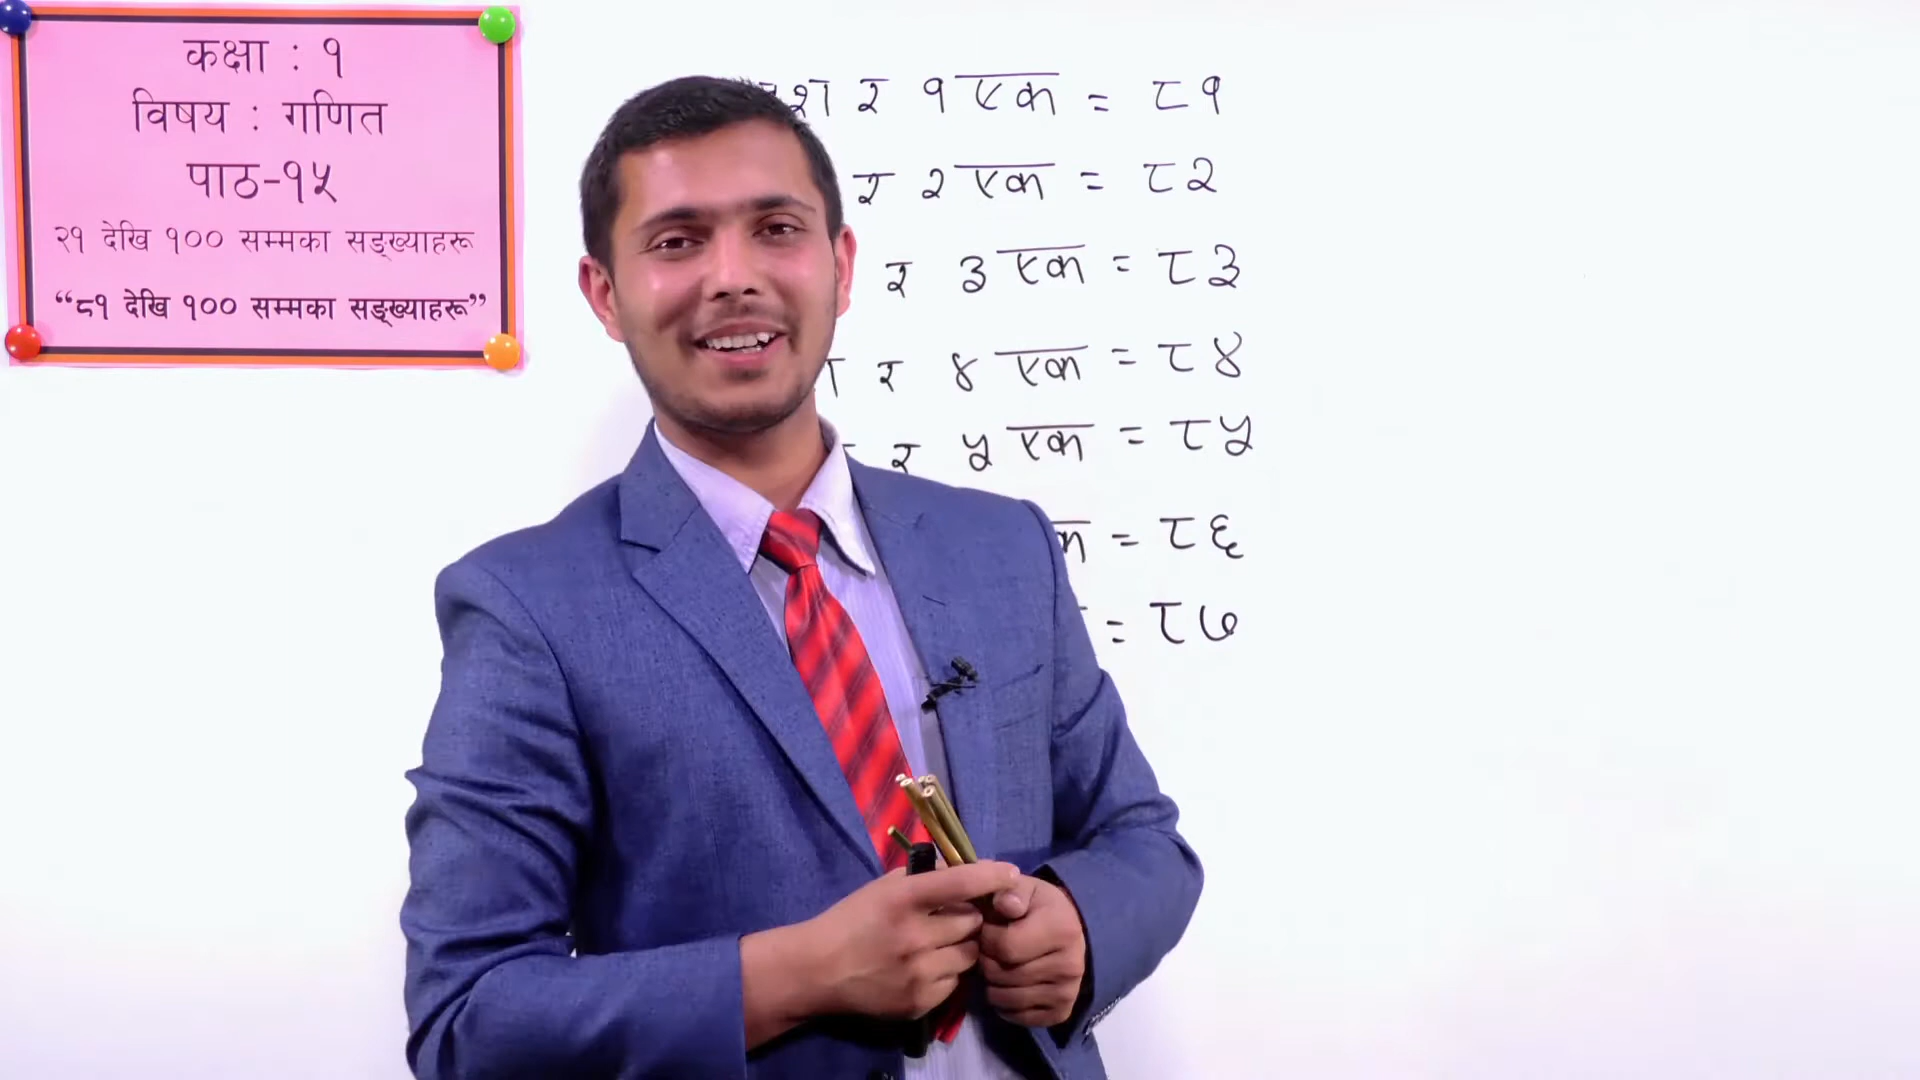 कक्षा : १
विषय : गणित
पाठ-१५
२१ देखि १०० सम्मका सङ्ख्याहरू
“८१ देखि १०० सम्मका सङ्ख्याहरू”
र १ एक = ८१
र २ एक = ८२
र ३ एक = ८३
र ४ एक = ८४
र ५ एक = ८५
= ८६
= ८७